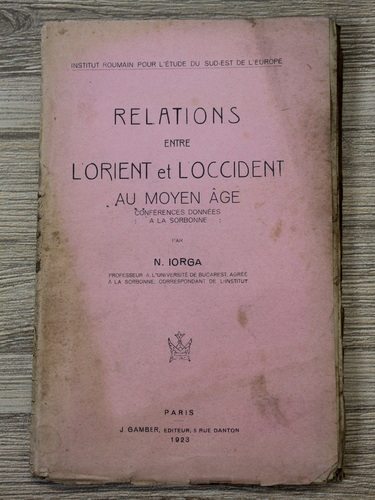 INSTITUT ROUMAIN POUR L'ÉTUDE DU SUD-EST DE L'EUROPE
RELATIONS
ENTRE
L'ORIENT et L'OCCIDENT
AU MOYEN ÂGE
CONFÉRENCES DONNÉES
A LA SORBONNE
PAR
N. IORGA
PROFESSEUR A L'UNIVERSITÉ DE BUCAREST, AGRÉÉ
A LA SORBONNE, CORRESPONDANT DE L'INSTITUT
PARIS
J. GAMBER, EDITEUR, 5 RUE DANTON
1923